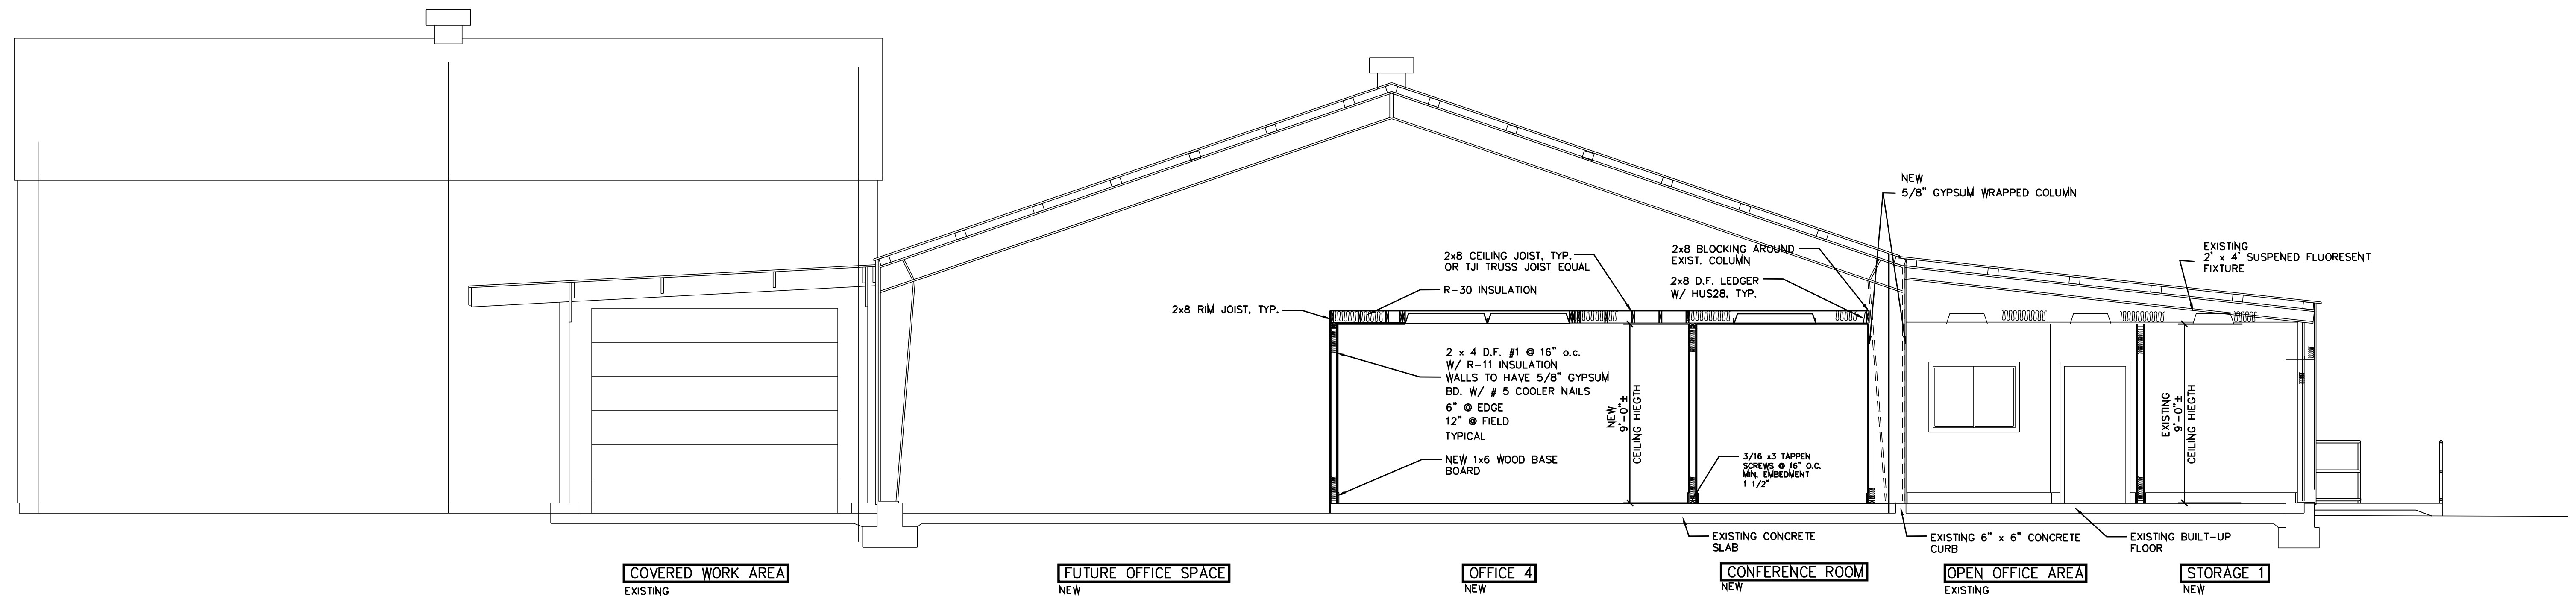 NEW
5/8" GYPSUM WRAPPED COLUMN
EXISTING
2' x 4' SUSPENED FLUORESENT
FIXTURE
2x8 CEILING JOIST, TYP.
OR TJI TRUSS JOIST EQUAL
2x8 BLOCKING AROUND
EXIST. COLUMN
2x8 D.F. LEDGER
W/ HUS28, TYP.
R-30 INSULATION
2x8 RIM JOIST, TYP.
2 x 4 D.F. #1 @ 16" o.c.
W/ R-11 INSULATION
WALLS TO HAVE 5/8" GYPSUM
BD. W/ # 5 COOLER NAILS
6" @ EDGE
12" @ FIELD
TYPICAL
NEW 1x6 WOOD BASE
BOARD
NEW
9'-0"±
CEILING HIEGTH
3/16 x3 TAPPEN
SCREWS @ 16" O.C.
MIN. EMBEDMENT
1 1/2"
EXISTING
9'-0"±
CEILING HIEGTH
EXISTING CONCRETE
SLAB
EXISTING 6" x 6" CONCRETE
CURB
EXISTING BUILT-UP
FLOOR
COVERED WORK AREA
EXISTING
FUTURE OFFICE SPACE
NEW
OFFICE 4
NEW
CONFERENCE ROOM
NEW
OPEN OFFICE AREA
EXISTING
STORAGE 1
NEW